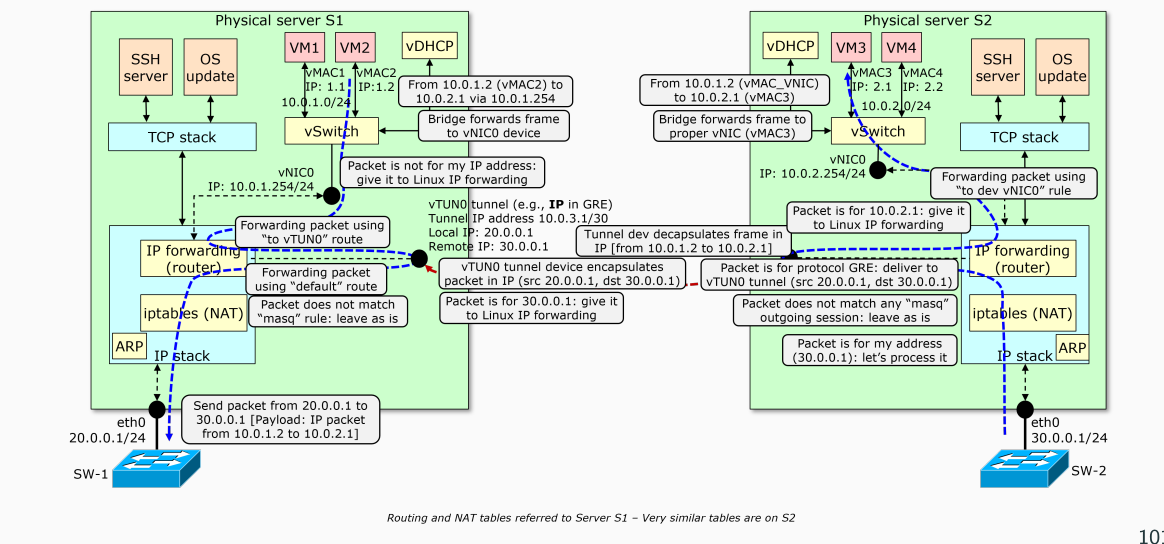 Physical server S1
SSH
server
OS
update
VM1
VM2
vDHCP
vMAC1
IP: 1.1
vMAC2
IP:1.2
10.0.1.0/24
From 10.0.1.2 (vMAC2) to
10.0.2.1 via 10.0.1.254
Bridge forwards frame
to vNIC0 device
TCP stack
vSwitch
Packet is not for my IP address:
give it to Linux IP forwarding
vNIC0
IP: 10.0.1.254/24
vTUN0 tunnel (e.g., IP in GRE)
Tunnel IP address 10.0.3.1/30
Local IP: 20.0.0.1
Remote IP: 30.0.0.1
Forwarding packet using
“to vTUN0” route
IP forwarding
(router)
Forwarding packet
using “default” route
vTUN0 tunnel device encapsulates
packet in IP (src 20.0.0.1, dst 30.0.0.1)
Packet does not match
“masq” rule: leave as is
Packet is for 30.0.0.1: give it
to Linux IP forwarding
iptables (NAT)
ARP
IP stack
Send packet from 20.0.0.1 to
30.0.0.1 [Payload: IP packet
from 10.0.1.2 to 10.0.2.1]
eth0
20.0.0.1/24
SW-1
Physical server S2
vDHCP
VM3
VM4
SSH
server
OS
update
vMAC3
IP: 2.1
vMAC4
IP: 2.2
10.0.2.0/24
From 10.0.1.2 (vMAC_VNIC)
to 10.0.2.1 (vMAC3)
Bridge forwards frame to
proper vNIC (vMAC3)
vSwitch
TCP stack
vNIC0
IP: 10.0.2.254/24
Forwarding packet using
“to dev vNIC0” rule
Packet is for 10.0.2.1: give it
to Linux IP forwarding
Tunnel dev decapsulates frame in
IP [from 10.0.1.2 to 10.0.2.1]
IP forwarding
(router)
Packet is for protocol GRE: deliver to
vTUN0 tunnel (src 20.0.0.1, dst 30.0.0.1)
Packet does not match any “masq”
outgoing session: leave as is
iptables (NAT)
Packet is for my address
(30.0.0.1): let’s process it
IP stack
ARP
eth0
30.0.0.1/24
SW-2
Routing and NAT tables referred to Server S1 – Very similar tables are on S2